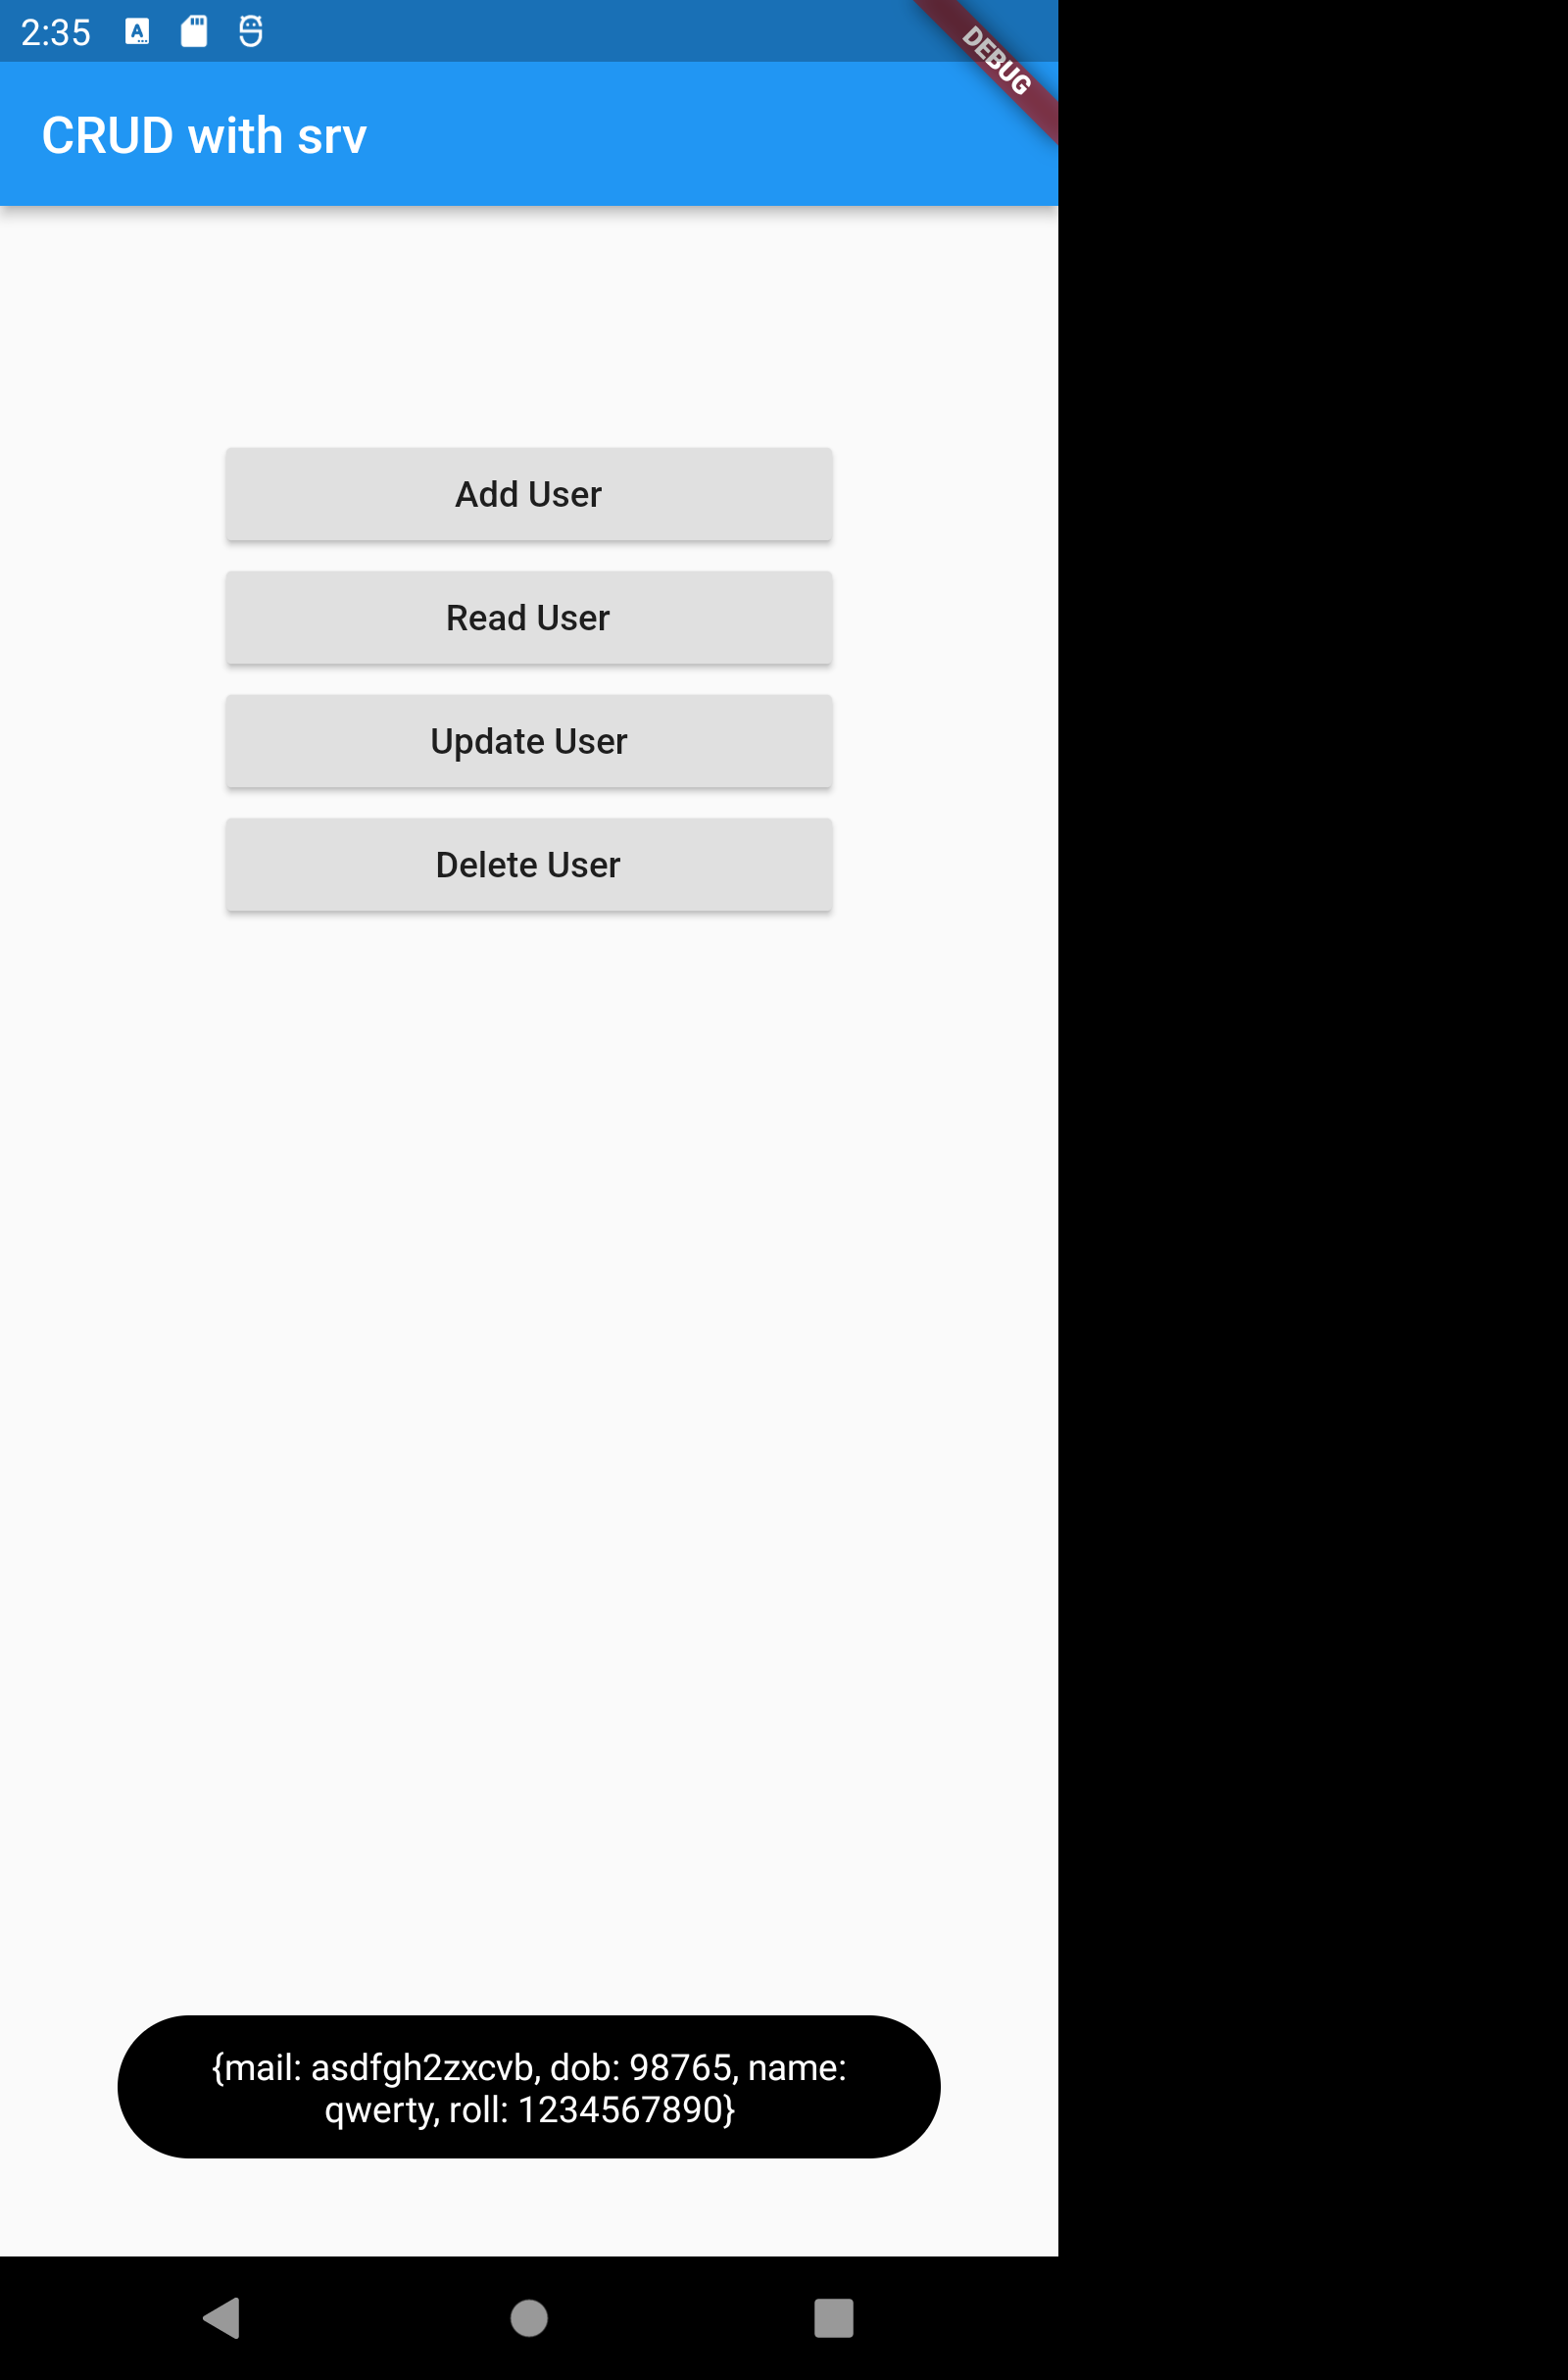 2:35
DEBUG
CRUD with srv
Add User
Read User
Update User
Delete User
{mail: asdfgh2zxcvb, dob: 98765, name:
qwerty, roll: 1234567890}